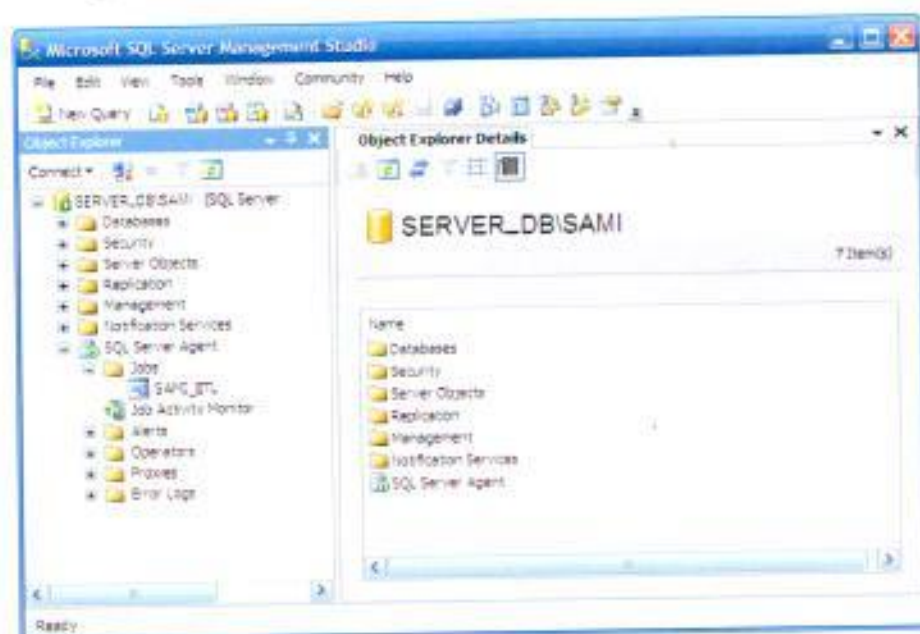 Microsoft SQL Server Management Studio
File Edit View Tools Window Community Help
New Query
Object Explorer
Connect
SERVER_DB\SAMI (SQL Server
Databases
Security
Server Objects
Replication
Management
Notification Services
SQL Server Agent
Jobs
SAMI_ETL
Job Activity Monitor
Alerts
Operators
Proxies
Error Logs
Object Explorer Details
SERVER_DB\SAMI
7 Item(s)
Name
Databases
Security
Server Objects
Replication
Management
Notification Services
SQL Server Agent
Ready